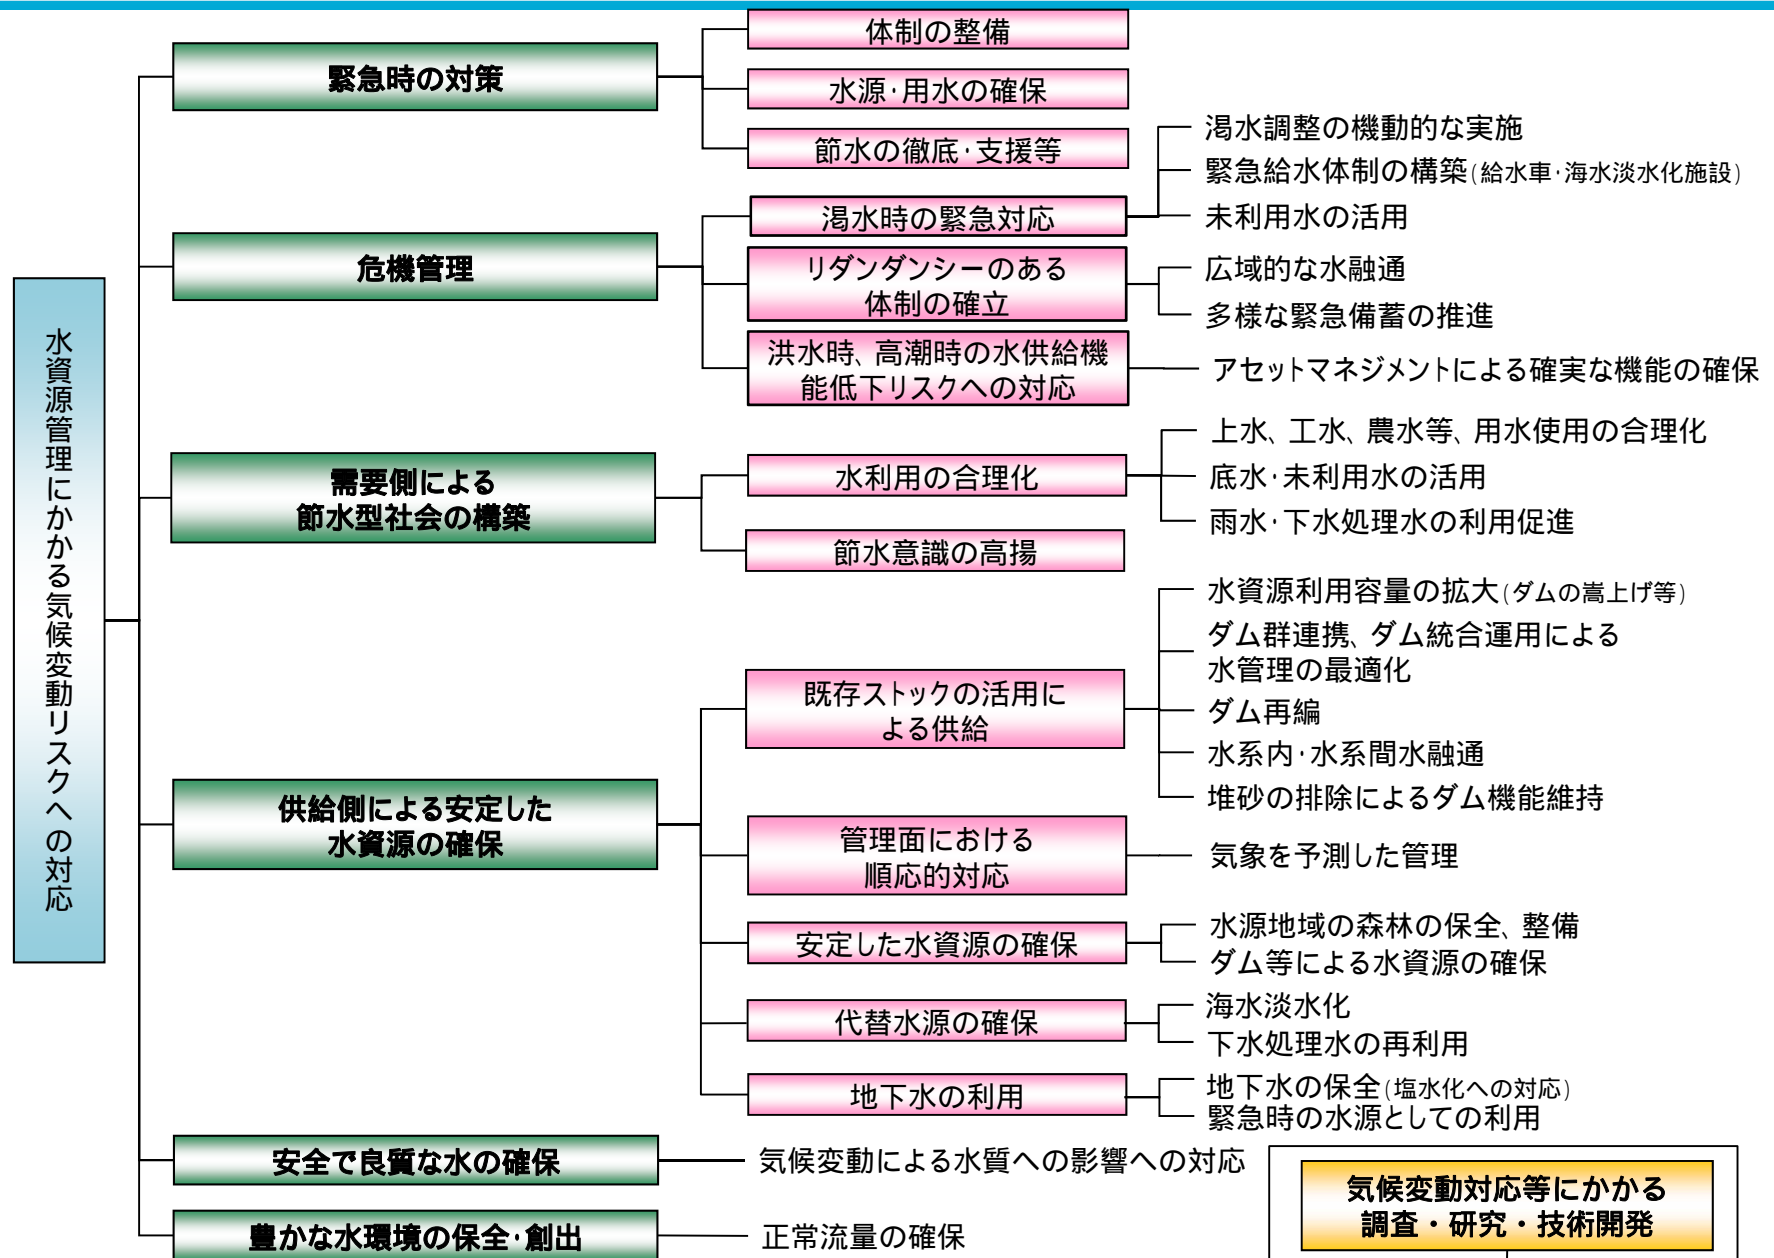 水資源管理にかかる気候変動リスクへの対応
緊急時の対策
体制の整備
水源・用水の確保
節水の徹底・支援等
危機管理
渇水時の緊急対応
渇水調整の機動的な実施
緊急給水体制の構築(給水車・海水淡水化施設)
未利用水の活用
リダンダンシーのある
体制の確立
広域的な水融通
多様な緊急備蓄の推進
洪水時、高潮時の水供給機
能低下リスクへの対応
アセットマネジメントによる確実な機能の確保
需要側による
節水型社会の構築
水利用の合理化
上水、工水、農水等、用水使用の合理化
底水・未利用水の活用
雨水・下水処理水の利用促進
節水意識の高揚
供給側による安定した
水資源の確保
既存ストックの活用に
よる供給
水資源利用容量の拡大(ダムの嵩上げ等)
ダム群連携、ダム統合運用による
水管理の最適化
ダム再編
水系内・水系間水融通
堆砂の排除によるダム機能維持
管理面における
順応的対応
気象を予測した管理
安定した水資源の確保
水源地域の森林の保全、整備
ダム等による水資源の確保
代替水源の確保
海水淡水化
下水処理水の再利用
地下水の利用
地下水の保全(塩水化への対応)
緊急時の水源としての利用
安全で良質な水の確保
気候変動による水質への影響への対応
豊かな水環境の保全・創出
正常流量の確保
気候変動対応等にかかる
調査・研究・技術開発